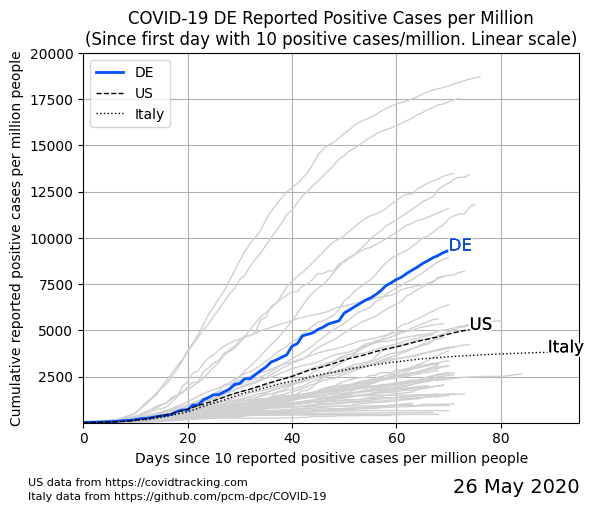 COVID-19 DE Reported Positive Cases per Million
(Since first day with 10 positive cases/million. Linear scale)
Cumulative reported positive cases per million people
20000
17500
15000
12500
10000
7500
5000
2500
DE
US
Italy
DE
US
Italy
0
20
40
60
80
Days since 10 reported positive cases per million people
US data from https://covidtracking.com
Italy data from https://github.com/pcm-dpc/COVID-19
26 May 2020